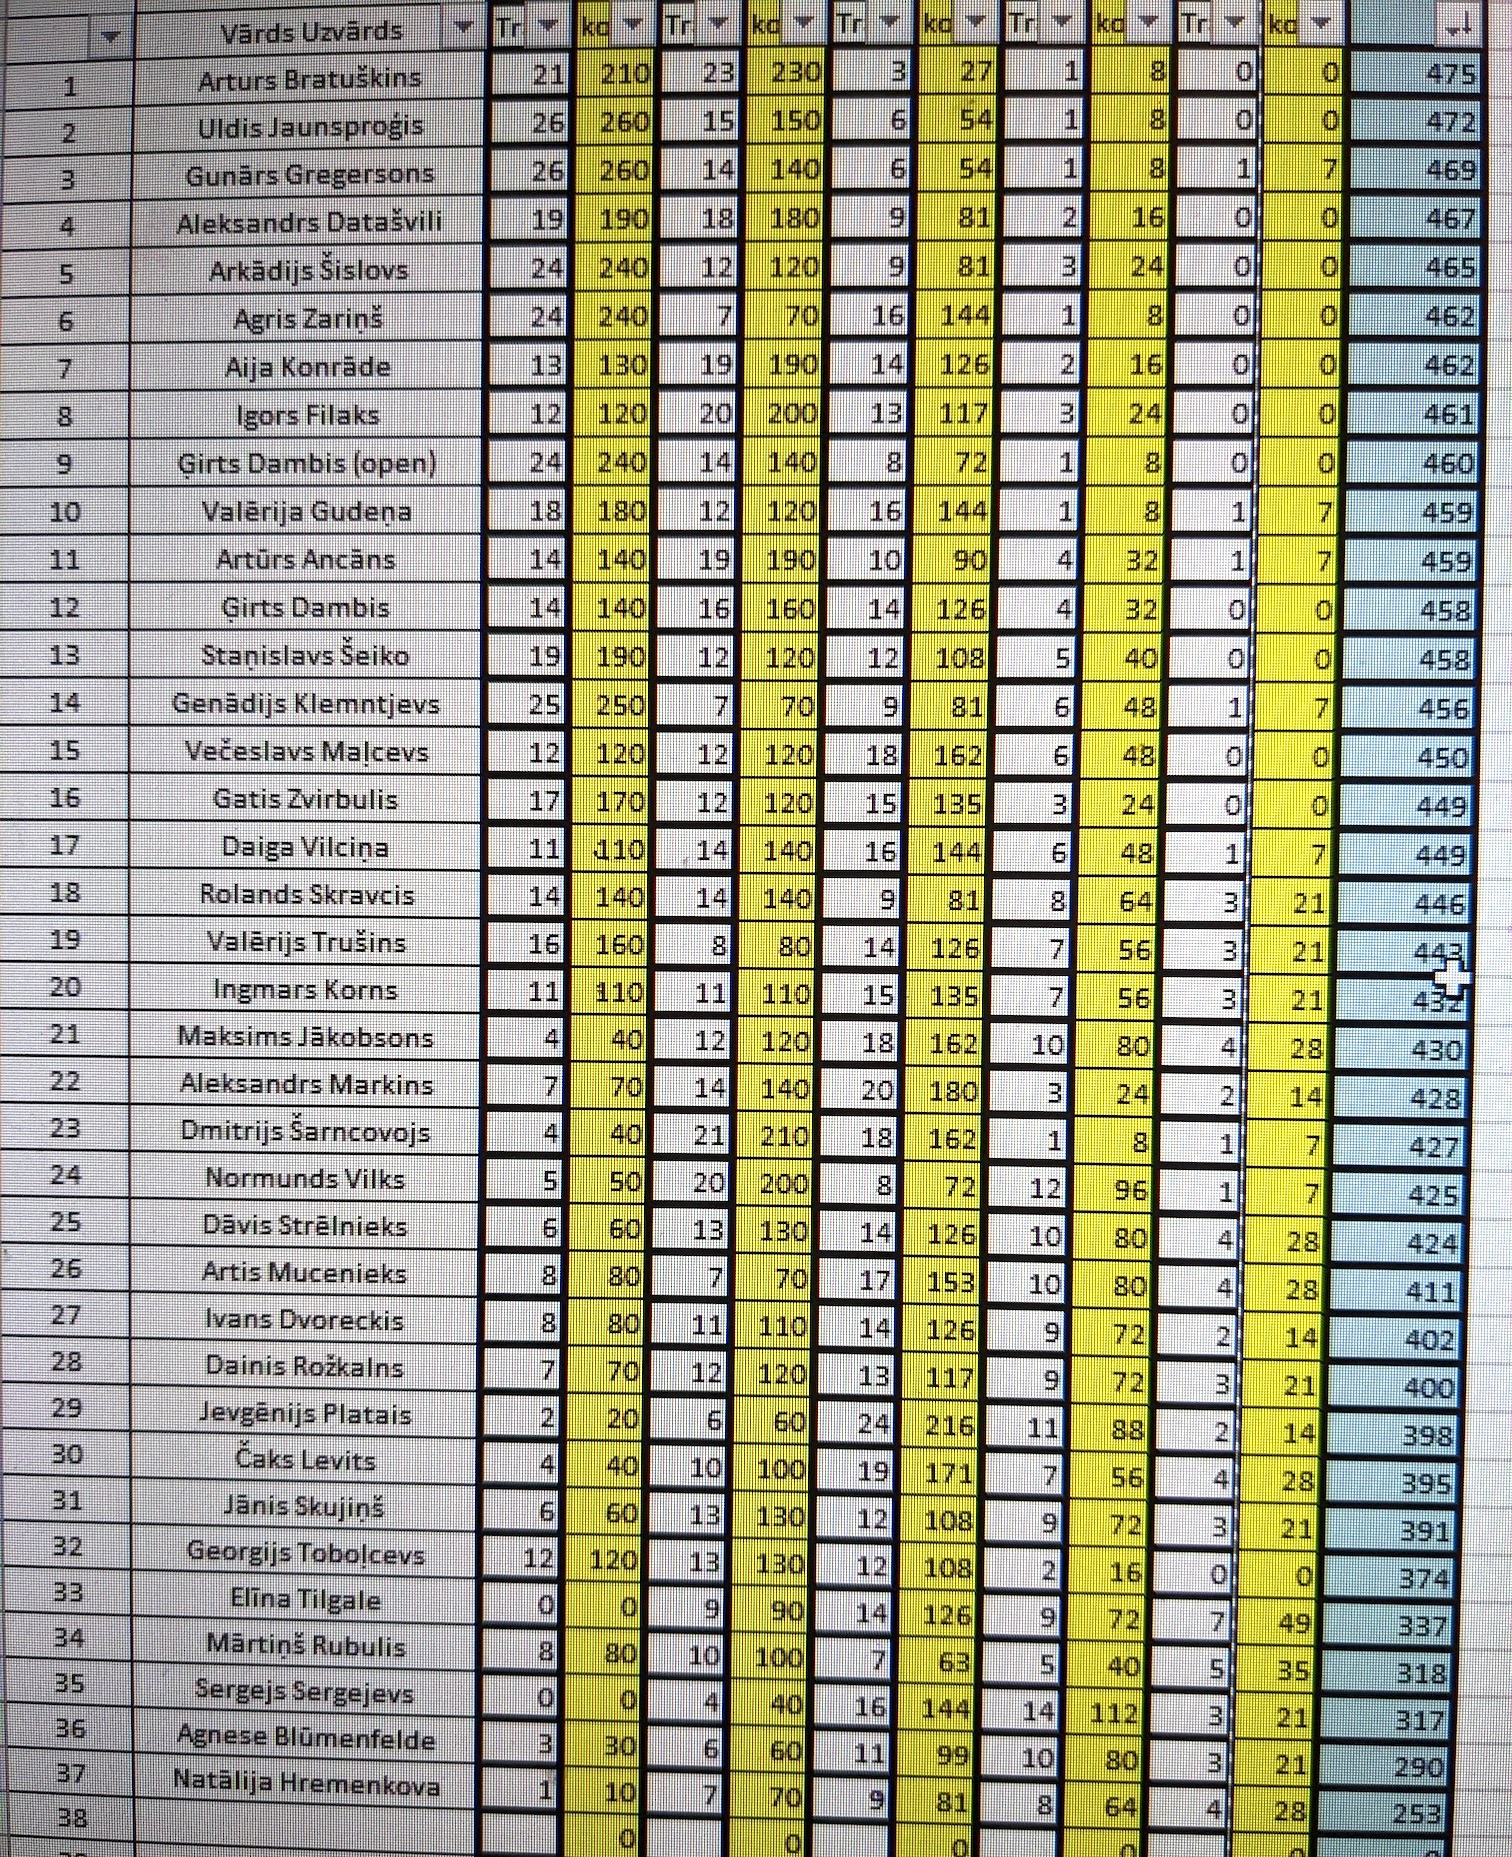 Vārds Uzvārds Tr kc Tr kc Tr kc Tr kc Tr kc
1 Arturs Bratuškins 21 210 23 230 3 27 1 8 0 0 475
2 Uldis Jaunsproģis 26 260 15 150 6 54 1 8 0 0 472
3 Gunārs Gregersons 26 260 14 140 6 54 1 8 1 7 469
4 Aleksandrs Datašvili 19 190 18 180 9 81 2 16 0 0 467
5 Arkādijs Šislovs 24 240 12 120 9 81 3 24 0 0 465
6 Agris Zariņš 24 240 7 70 16 144 1 8 0 0 462
7 Aija Konrāde 13 130 19 190 14 126 2 16 0 0 462
8 Igors Filaks 12 120 20 200 13 117 3 24 0 0 461
9 Ģirts Dambis (open) 24 240 14 140 8 72 1 8 0 0 460
10 Valērija Gudeņa 18 180 12 120 16 144 1 8 1 7 459
11 Artūrs Ancāns 14 140 19 190 10 90 4 32 1 7 459
12 Ģirts Dambis 14 140 16 160 14 126 4 32 0 0 458
13 Staņislavs Šeiko 19 190 12 120 12 108 5 40 0 0 458
14 Genādijs Klemntjevs 25 250 7 70 9 81 6 48 1 7 456
15 Večeslavs Maļcevs 12 120 12 120 18 162 6 48 0 0 450
16 Gatis Zvirbulis 17 170 12 120 15 135 3 24 0 0 449
17 Daiga Vilciņa 11 110 14 140 16 144 6 48 1 7 449
18 Rolands Skravcis 14 140 14 140 9 81 8 64 3 21 446
19 Valērijs Trušins 16 160 8 80 14 126 7 56 3 21 443
20 Ingmars Korns 11 110 11 110 15 135 7 56 3 21 432
21 Maksims Jākobsons 4 40 12 120 18 162 10 80 4 28 430
22 Aleksandrs Markins 7 70 14 140 20 180 3 24 2 14 428
23 Dmitrijs Šarncovojs 4 40 21 210 18 162 1 8 1 7 427
24 Normunds Vilks 5 50 20 200 8 72 12 96 1 7 425
25 Dāvis Strēlnieks 6 60 13 130 14 126 10 80 4 28 424
26 Artis Mucenieks 8 80 7 70 17 153 10 80 4 28 411
27 Ivans Dvoreckis 8 80 11 110 14 126 9 72 2 14 402
28 Dainis Rožkalns 7 70 12 120 13 117 9 72 3 21 400
29 Jevgēnijs Platais 2 20 6 60 24 216 11 88 2 14 398
30 Čaks Levits 4 40 10 100 19 171 7 56 4 28 395
31 Jānis Skujiņš 6 60 13 130 12 108 9 72 3 21 391
32 Georgijs Toboļcevs 12 120 13 130 12 108 2 16 0 0 374
33 Elīna Tilgale 0 0 9 90 14 126 9 72 7 49 337
34 Mārtiņš Rubulis 8 80 10 100 7 63 5 40 5 35 318
35 Sergejs Sergejevs 0 0 4 40 16 144 14 112 3 21 317
36 Agnese Blūmenfelde 3 30 6 60 11 99 10 80 3 21 290
37 Natālija Hremenkova 1 10 7 70 9 81 8 64 4 28 253
38 0 0 0 0 0